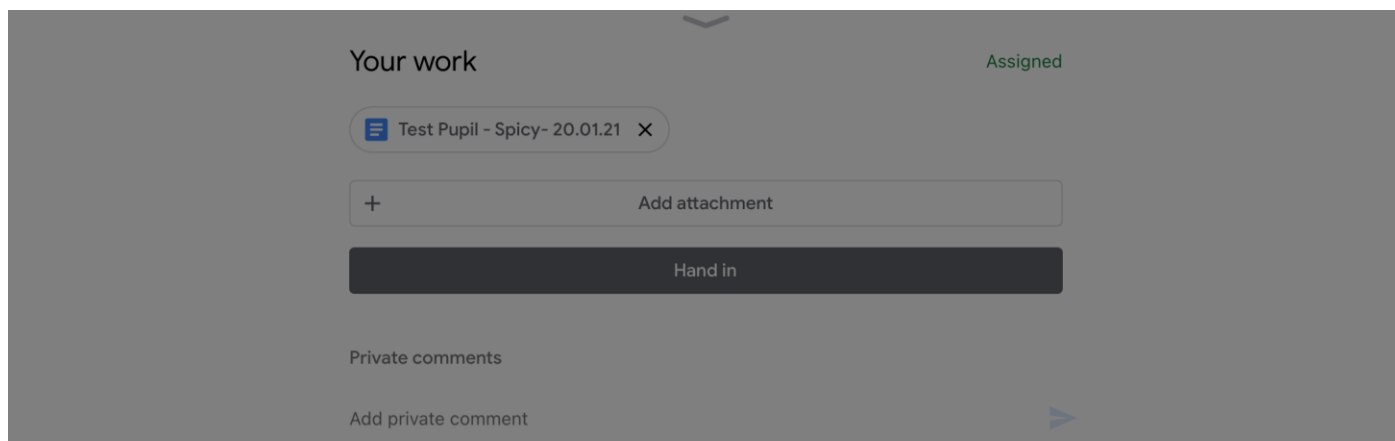 Your work
Assigned
Test Pupil - Spicy- 20.01.21
Add attachment
Hand in
Private comments
Add private comment